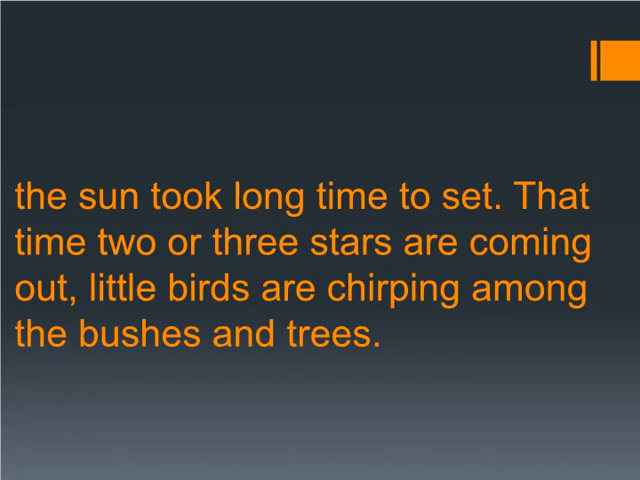 the sun took long time to set. That
time two or three stars are coming
out, little birds are chirping among
the bushes and trees.